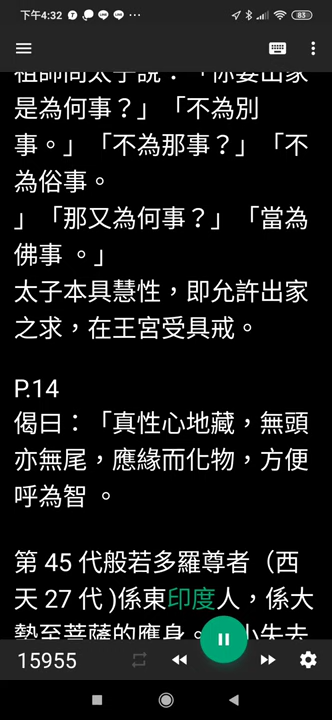 下午4:32
83
祖師問太子說：「你要出家
是為何事？」「不為別
事。」「不為那事？」「不
為俗事。
」「那又為何事？」「當為
佛事 。」
太子本具慧性，即允許出家
之求，在王宮受具戒。
P.14
偈曰：「真性心地藏，無頭
亦無尾，應緣而化物，方便
呼為智 。
第 45 代般若多羅尊者（西
天 27 代 )係東印度人，係大
勢至菩薩的應身。
15955